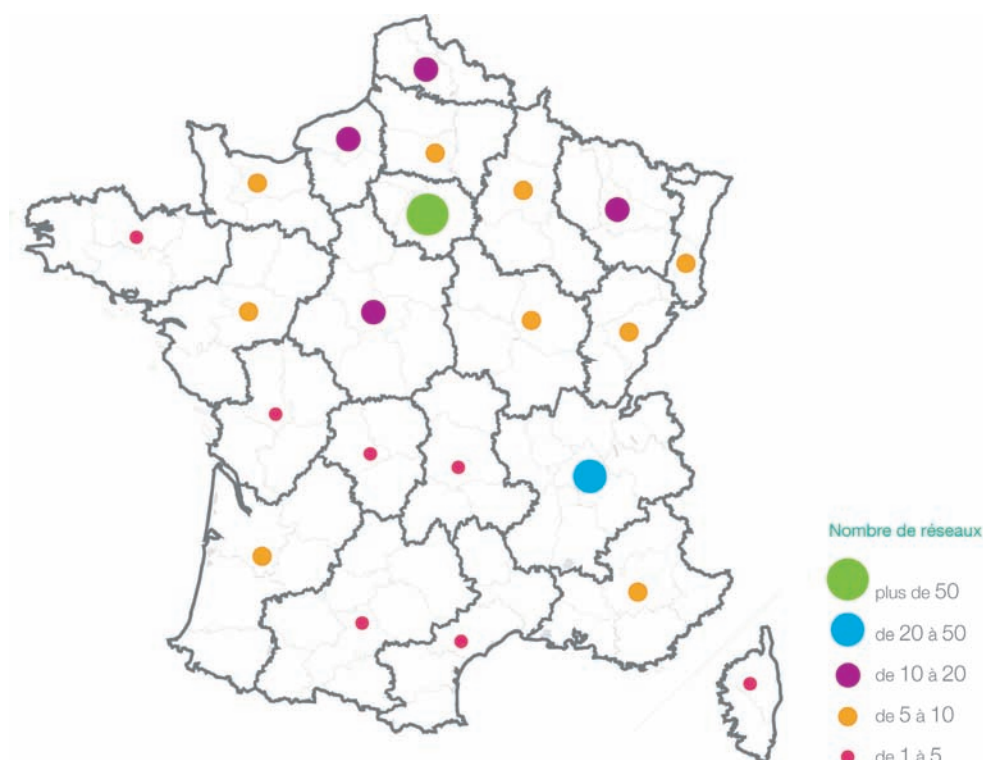 Nombre de réseaux
plus de 50
de 20 à 50
de 10 à 20
de 5 à 10
de 1 à 5